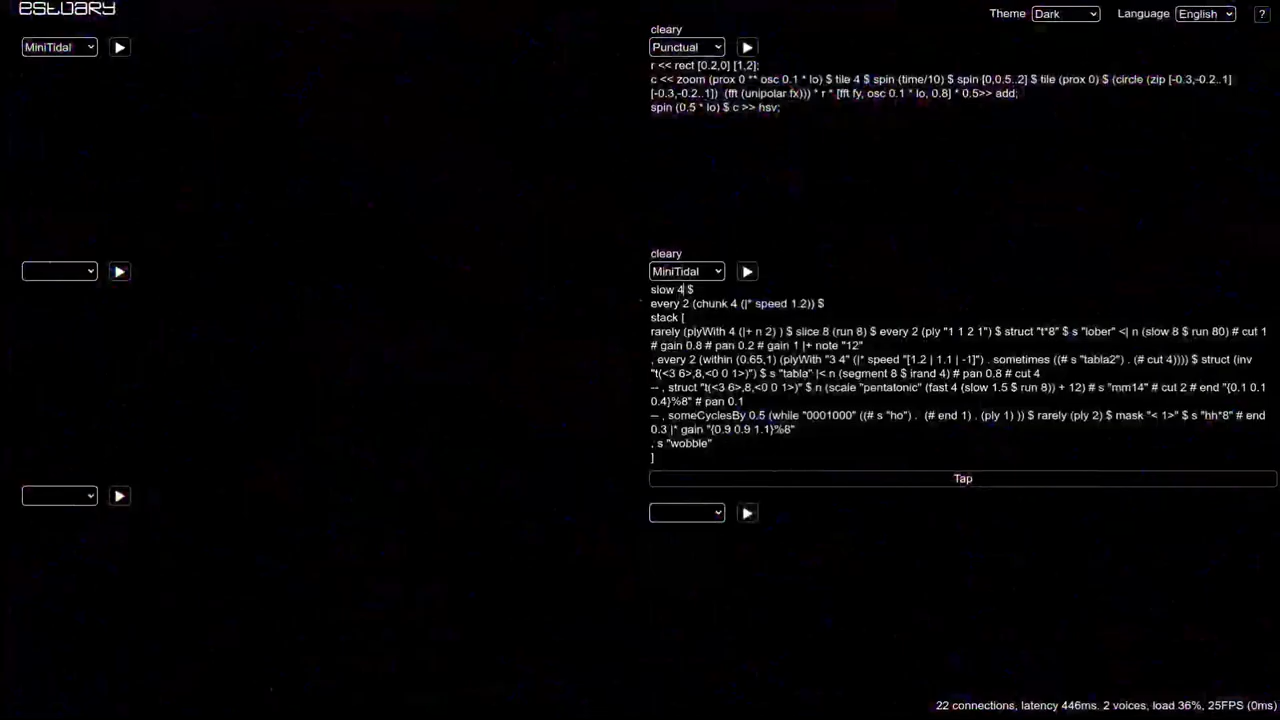 estuary
Theme Dark Language English ?
MiniTidal
cleary
Punctual
r << rect [0.2,0] [1,2];
c << zoom (prox 0 ** osc 0.1 * lo) $ tile 4 $ spin (time/10) $ spin [0,0.5..2] $ tile (prox 0) $ (circle (zip [-0.3,-0.2..1]
[-0.3,-0.2..1]) (fft (unipolar fx))) * r * [fft fy, osc 0.1 * lo, 0.8] * 0.5>> add;
spin (0.5 * lo) $ c >> hsv;
cleary
MiniTidal
slow 4 $
every 2 (chunk 4 (|* speed 1.2)) $
stack [
rarely (plyWith 4 (|+ n 2) ) $ slice 8 (run 8) $ every 2 (ply "1 1 2 1") $ struct "t*8" $ s "lober" <| n (slow 8 $ run 80) # cut 1
# gain 0.8 # pan 0.2 # gain 1 |+ note "12"
, every 2 (within (0.65,1) (plyWith "3 4" (|* speed "[1.2 | 1.1 | -1]") . sometimes ((# s "tabla2") . (# cut 4)))) $ struct (inv
"t(<3 6>,8,<0 0 1>)") $ s "tabla" |< n (segment 8 $ irand 4) # pan 0.8 # cut 4
-- , struct "t(<3 6>,8,<0 0 1>)" $ n (scale "pentatonic" (fast 4 (slow 1.5 $ run 8)) + 12) # s "mm14" # cut 2 # end "{0.1 0.1
0.4}%8" # pan 0.1
-- , someCyclesBy 0.5 (while "0001000" ((# s "ho") . (# end 1) . (ply 1) )) $ rarely (ply 2) $ mask "< 1>" $ s "hh*8" # end
0.3 |* gain "{0.9 0.9 1.1}%8"
, s "wobble"
]
Tap
22 connections, latency 446ms. 2 voices, load 36%, 25FPS (0ms)